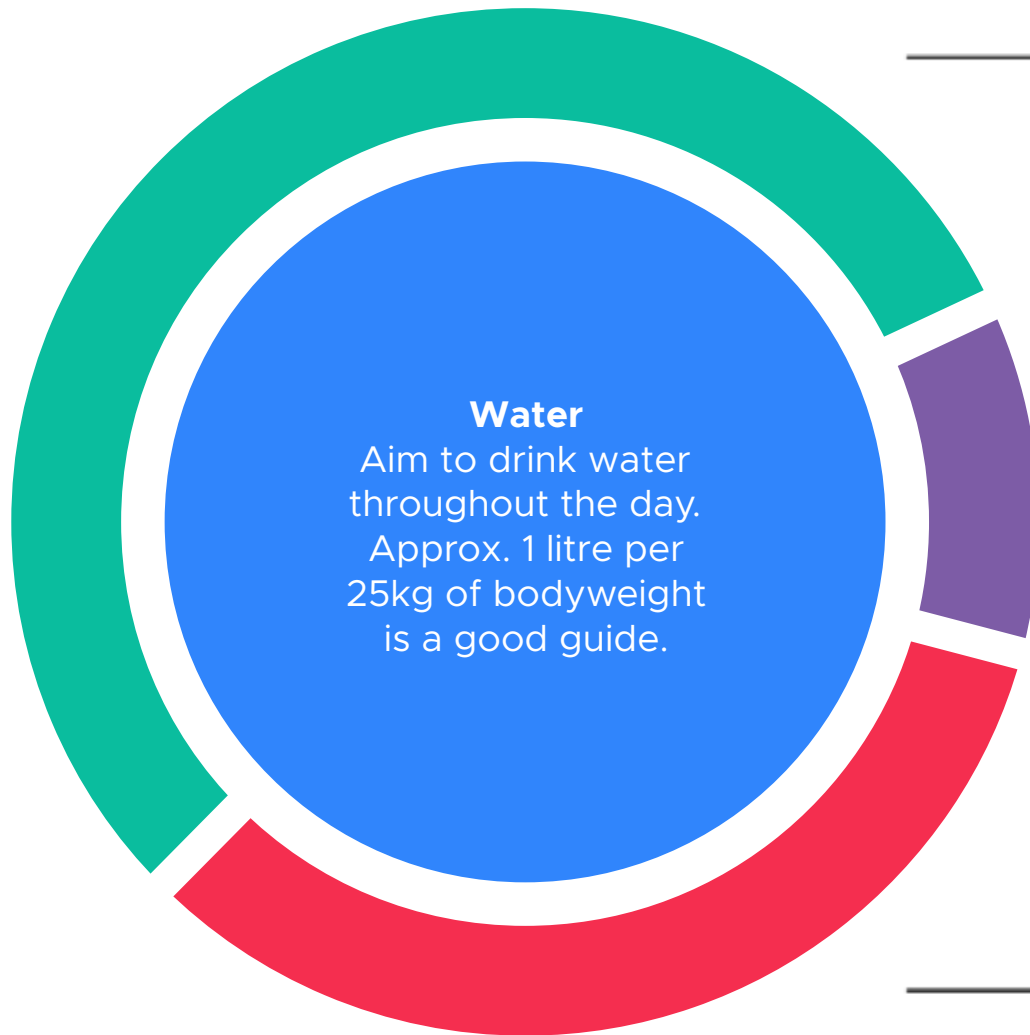 Water
Aim to drink water
throughout the day.
Approx. 1 litre per
25kg of bodyweight
is a good guide.